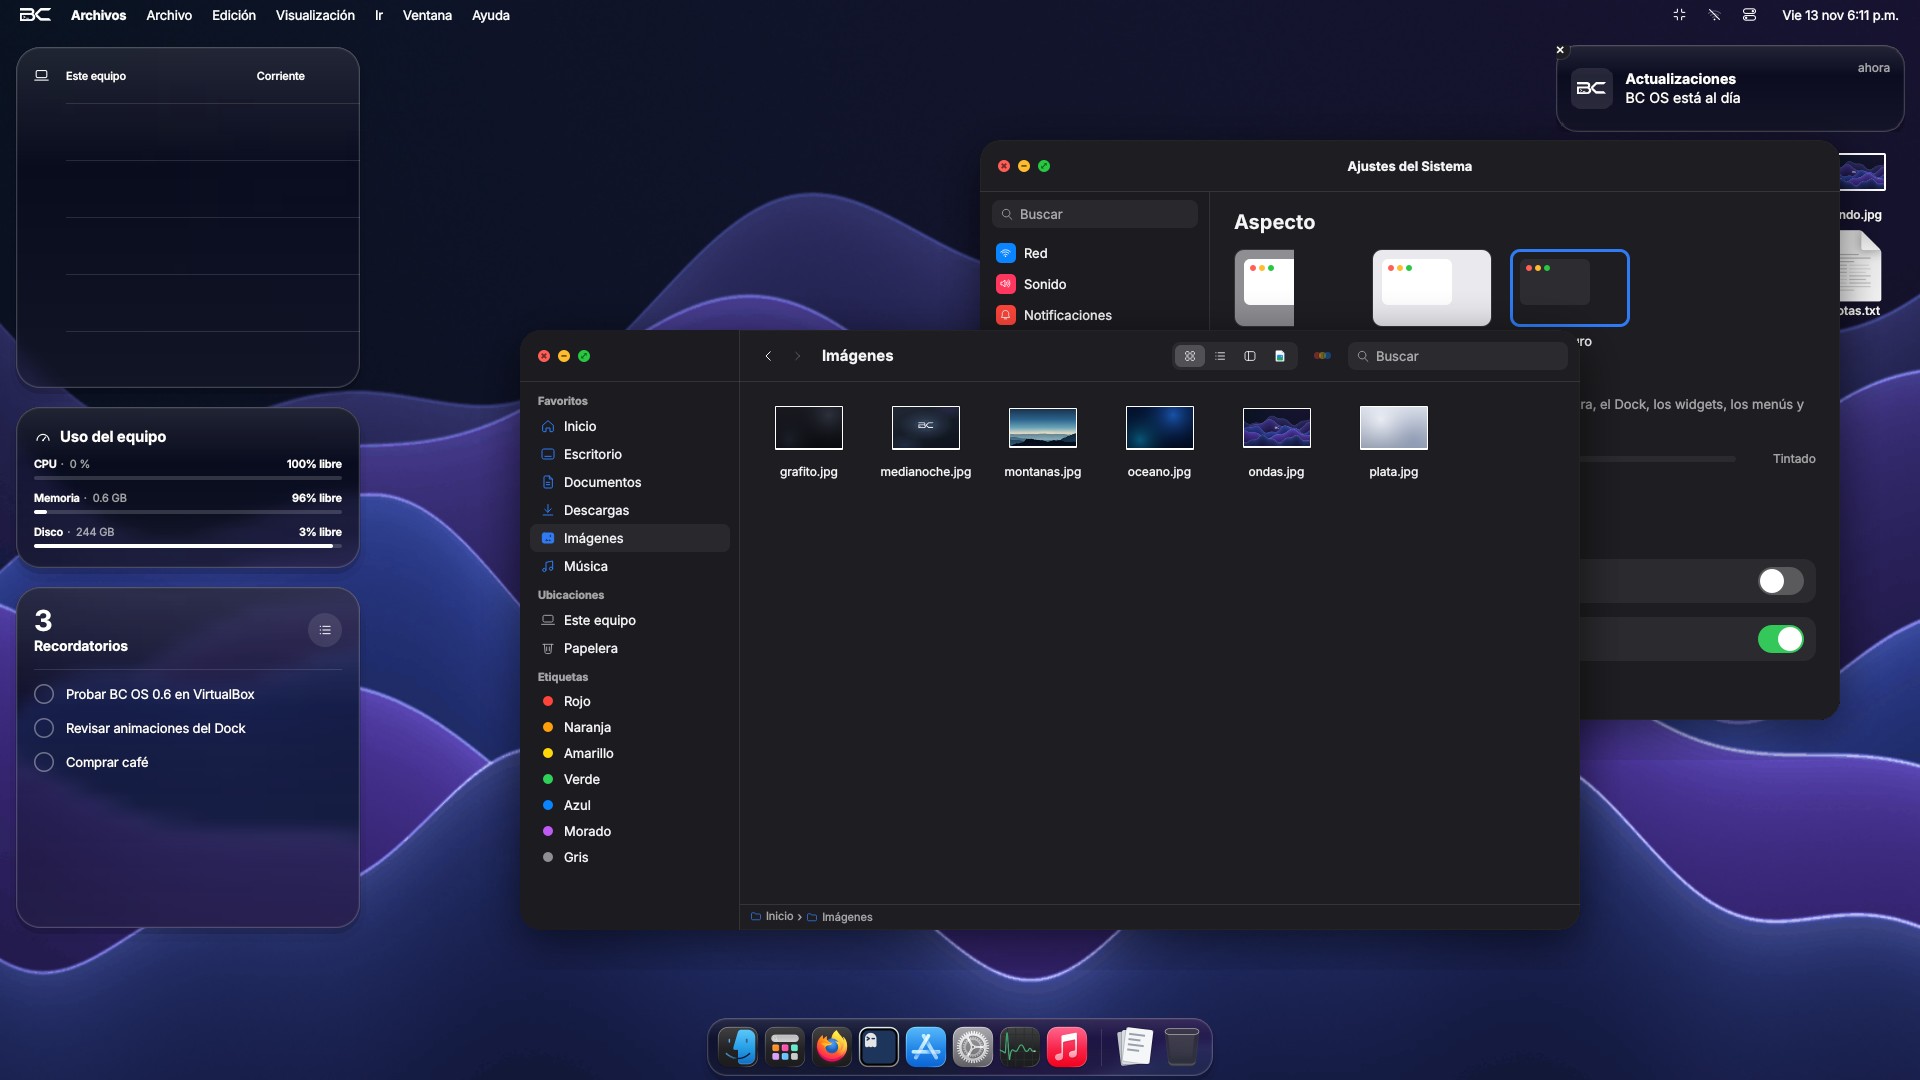 BC Archivos Archivo Edición Visualización Ir Ventana Ayuda
Vie 13 nov 6:11 p.m.
Este equipo Corriente
Uso del equipo
CPU · 0 % 100% libre
Memoria · 0.6 GB 96% libre
Disco · 244 GB 3% libre
3
Recordatorios
Probar BC OS 0.6 en VirtualBox
Revisar animaciones del Dock
Comprar café
BC
Actualizaciones
ahora
BC OS está al día
ndo.jpg
otas.txt
Ajustes del Sistema
Buscar
Red
Sonido
Notificaciones
Aspecto
uro
ra, el Dock, los widgets, los menús y
Tintado
Imágenes
Buscar
Favoritos
Inicio
Escritorio
Documentos
Descargas
Imágenes
Música
Ubicaciones
Este equipo
Papelera
Etiquetas
Rojo
Naranja
Amarillo
Verde
Azul
Morado
Gris
BC
grafito.jpg medianoche.jpg montanas.jpg oceano.jpg ondas.jpg plata.jpg
Inicio › Imágenes